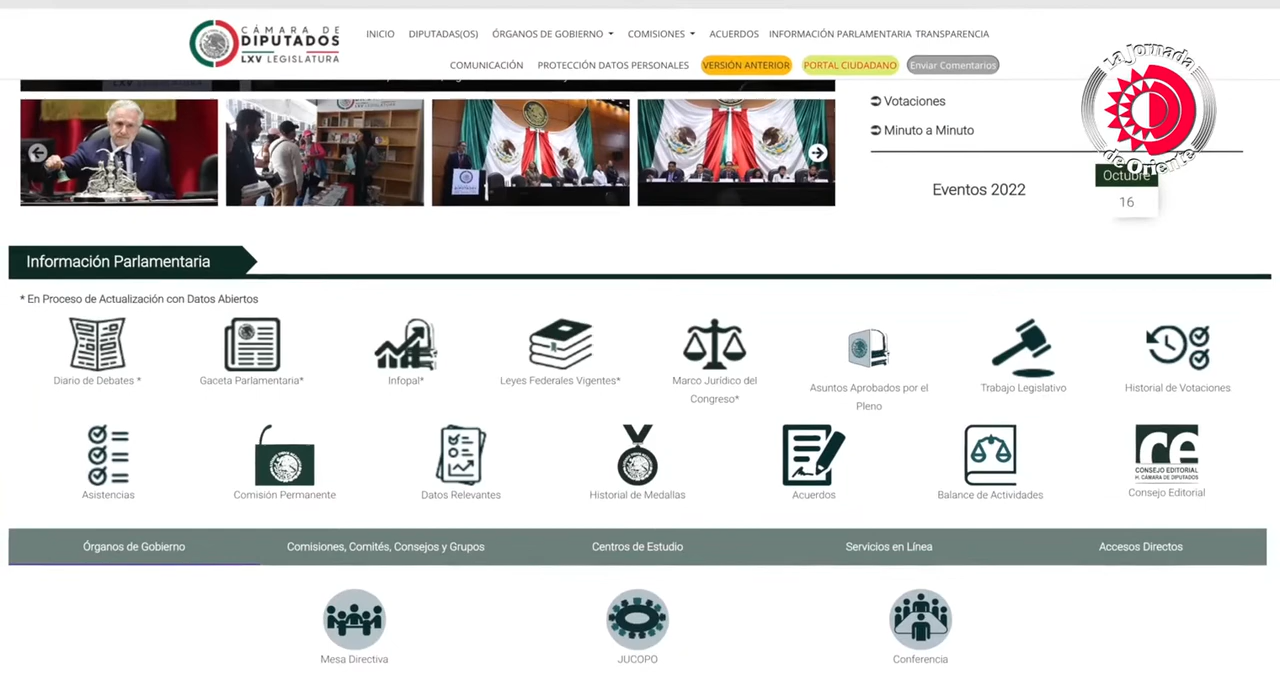 CÁMARA DE
DIPUTADOS
LXV LEGISLATURA
INICIO DIPUTADAS(OS) ÓRGANOS DE GOBIERNO COMISIONES ACUERDOS INFORMACIÓN PARLAMENTARIA TRANSPARENCIA
COMUNICACIÓN PROTECCIÓN DATOS PERSONALES VERSIÓN ANTERIOR PORTAL CIUDADANO Enviar Comentarios
La Jornada
de Oriente
Votaciones
Minuto a Minuto
Eventos 2022
Octubre
16
Información Parlamentaria
* En Proceso de Actualización con Datos Abiertos
Diario de Debates * Gaceta Parlamentaria* Infopal* Leyes Federales Vigentes* Marco Jurídico del
Congreso*
Asuntos Aprobados por el
Pleno
Trabajo Legislativo Historial de Votaciones
CONSEJO EDITORIAL
H. CÁMARA DE DIPUTADOS
Asistencias Comisión Permanente Datos Relevantes Historial de Medallas Acuerdos Balance de Actividades Consejo Editorial
Órganos de Gobierno Comisiones, Comités, Consejos y Grupos Centros de Estudio Servicios en Línea Accesos Directos
Mesa Directiva JUCOPO Conferencia